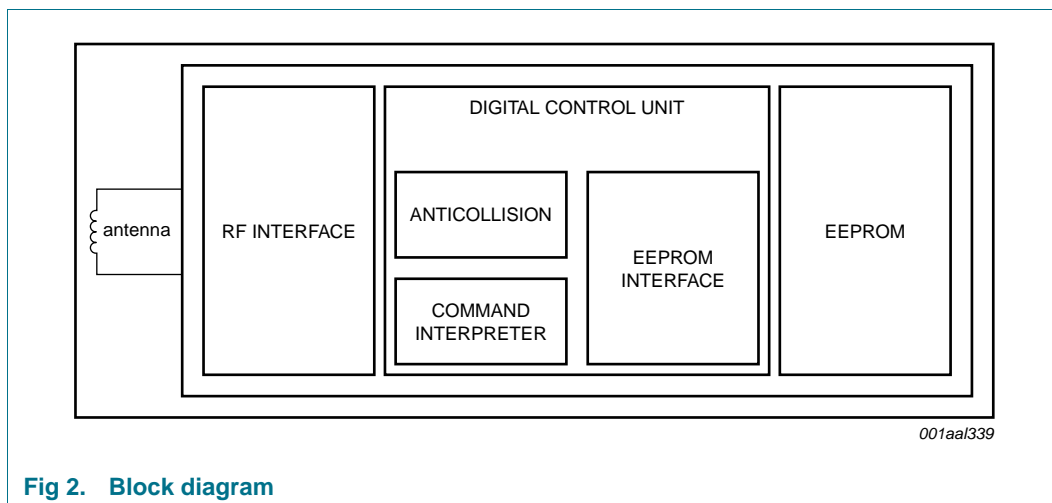 antenna
RF INTERFACE
DIGITAL CONTROL UNIT
ANTICOLLISION
COMMAND
INTERPRETER
EEPROM
INTERFACE
EEPROM
001aal339
Fig 2. Block diagram